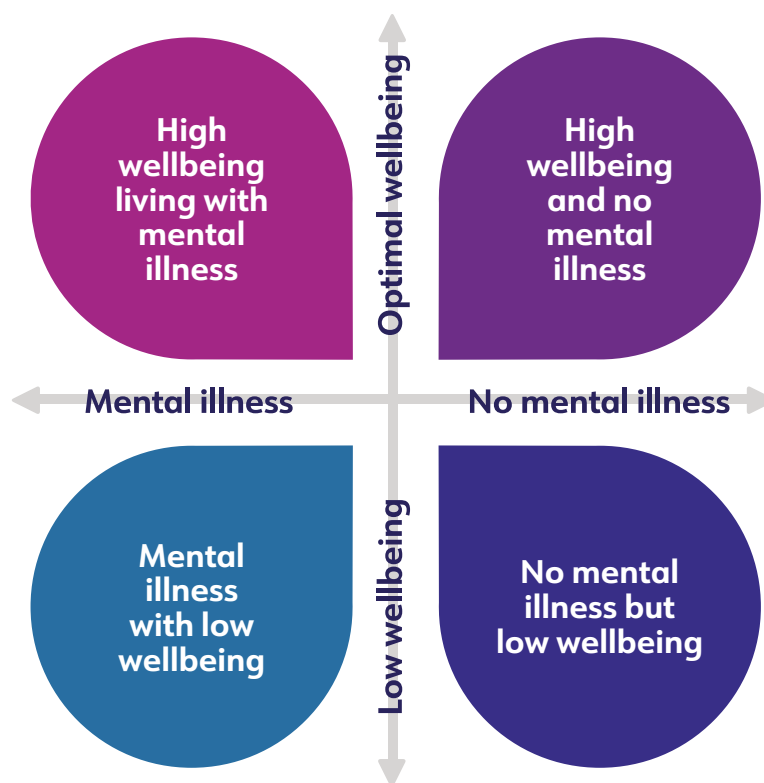 High
wellbeing
living with
mental
illness
Optimal wellbeing
High
wellbeing
and no
mental
illness
Mental illness
No mental illness
Mental
illness
with low
wellbeing
Low wellbeing
No mental
illness but
low wellbeing